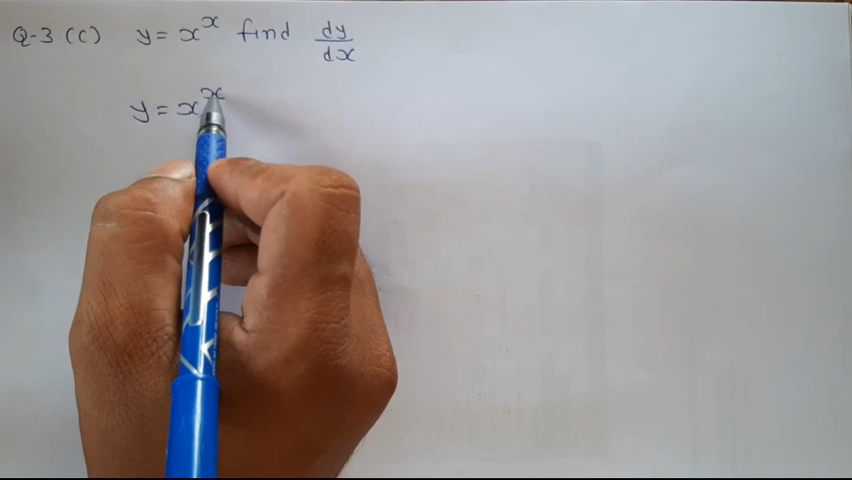 Q-3 (C) y = x^x find dy/dx
y = x^x